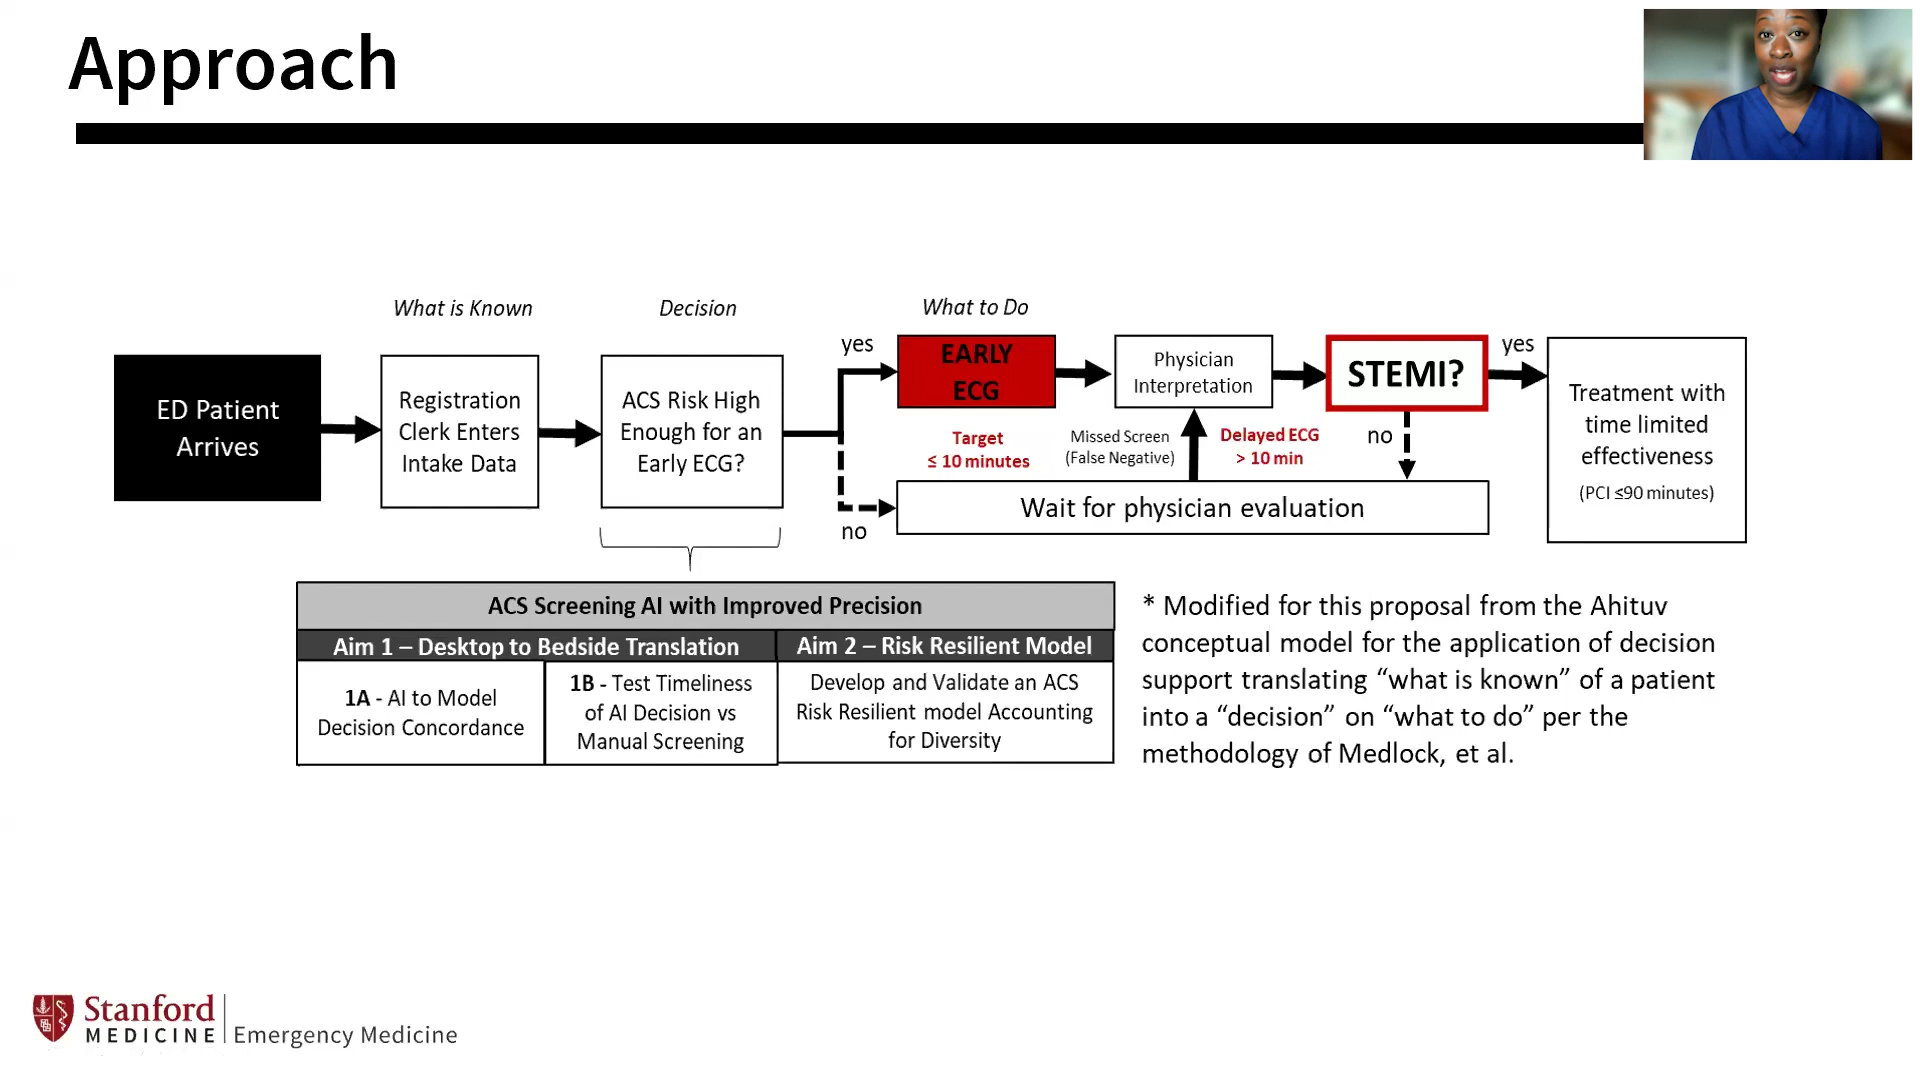 Approach
What is Known
Decision
What to Do
ED Patient
Arrives
Registration
Clerk Enters
Intake Data
ACS Risk High
Enough for an
Early ECG?
yes
no
EARLY
ECG
Target
≤ 10 minutes
Physician
Interpretation
Missed Screen
(False Negative)
Delayed ECG
> 10 min
STEMI?
yes
no
Wait for physician evaluation
Treatment with
time limited
effectiveness
(PCI ≤90 minutes)
ACS Screening AI with Improved Precision
Aim 1 – Desktop to Bedside Translation
Aim 2 – Risk Resilient Model
1A - AI to Model
Decision Concordance
1B - Test Timeliness
of AI Decision vs
Manual Screening
Develop and Validate an ACS
Risk Resilient model Accounting
for Diversity
* Modified for this proposal from the Ahituv
conceptual model for the application of decision
support translating “what is known” of a patient
into a “decision” on “what to do” per the
methodology of Medlock, et al.
Stanford
MEDICINE
Emergency Medicine